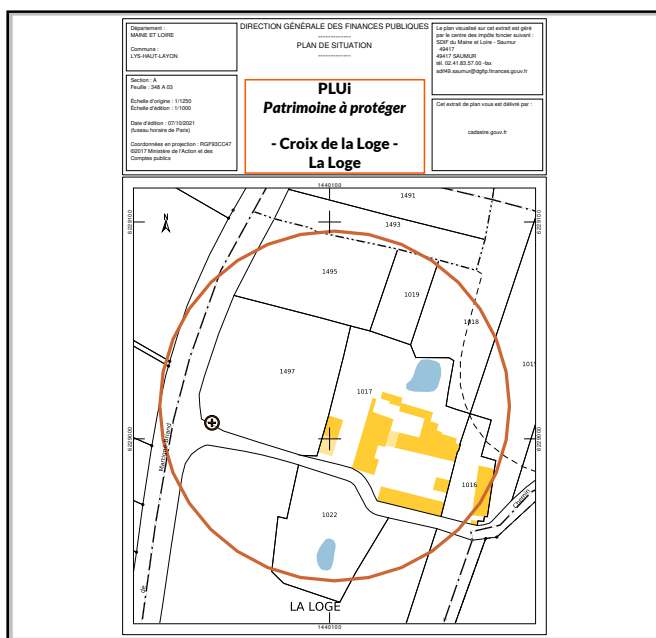 Département :
MAINE ET LOIRE
Commune :
LYS-HAUT-LAYON
Section : A
Feuille : 348 A 03
Échelle d'origine : 1/1250
Échelle d'édition : 1/1000
Date d'édition : 07/10/2021
(fuseau horaire de Paris)
Coordonnées en projection : RGF93CC47
©2017 Ministère de l'Action et des
Comptes publics
DIRECTION GÉNÉRALE DES FINANCES PUBLIQUES
-------------
PLAN DE SITUATION
-------------
PLUi
Patrimoine à protéger
- Croix de la Loge -
La Loge
Le plan visualisé sur cet extrait est géré
par le centre des impôts foncier suivant :
SDIF du Maine et Loire - Saumur
49417
49417 SAUMUR
tél. 02.41.83.57.00 -fax
sdif49.saumur@dgfip.finances.gouv.fr
Cet extrait de plan vous est délivré par :
cadastre.gouv.fr
1440100
1491
1493
6229100
6229100
N
1495
1019
1018
1015
1497
1017
6229000
6229000
1016
1022
de
LA LOGE
1440100